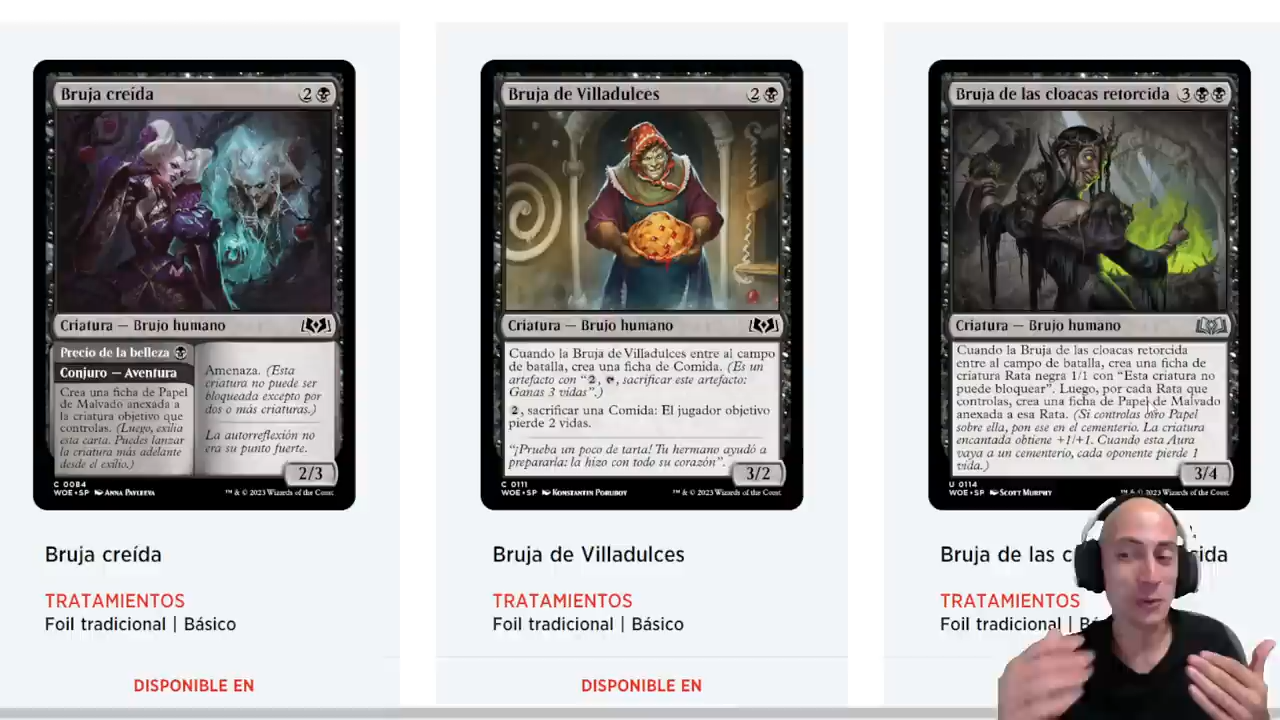 Bruja creída 2
Criatura — Brujo humano
Precio de la belleza
Conjuro — Aventura
Crea una ficha de Papel
de Malvado anexada a
la criatura objetivo que
controlas. (Luego, exilia
esta carta. Puedes lanzar
la criatura más adelante
desde el exilio.)
Amenaza. (Esta
criatura no puede ser
bloqueada excepto por
dos o más criaturas.)
La autorreflexión no
era su punto fuerte.
2/3
C 0084
WOE • SP Anna Pavleeva
™ & © 2023 Wizards of the Coast
Bruja creída
TRATAMIENTOS
Foil tradicional | Básico
DISPONIBLE EN
Bruja de Villadulces 2
Criatura — Brujo humano
Cuando la Bruja de Villadulces entre al campo
de batalla, crea una ficha de Comida. (Es un
artefacto con “2, , sacrificar este artefacto:
Ganas 3 vidas”.)
2, sacrificar una Comida: El jugador objetivo
pierde 2 vidas.
“¡Prueba un poco de tarta! Tu hermano ayudó a
prepararla: la hizo con todo su corazón”.
3/2
C 0111
WOE • SP Konstantin Porubov
™ & © 2023 Wizards of the Coast
Bruja de Villadulces
TRATAMIENTOS
Foil tradicional | Básico
DISPONIBLE EN
Bruja de las cloacas retorcida 3
Criatura — Brujo humano
Cuando la Bruja de las cloacas retorcida
entre al campo de batalla, crea una ficha de
criatura Rata negra 1/1 con “Esta criatura no
puede bloquear”. Luego, por cada Rata que
controlas, crea una ficha de Papel de Malvado
anexada a esa Rata. (Si controlas otro Papel
sobre ella, pon ese en el cementerio. La criatura
encantada obtiene +1/+1. Cuando esta Aura
vaya a un cementerio, cada oponente pierde 1
vida.)
3/4
U 0114
WOE • SP Scott Murphy
™ & © 2023 Wizards of the Coast
Bruja de las c cida
TRATAMIENTOS
Foil tradicional | Bá